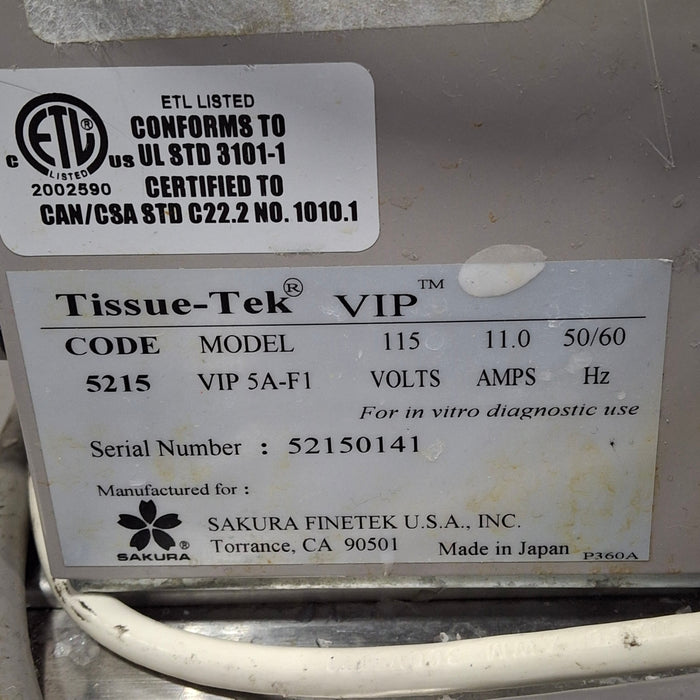 ETL LISTED
CONFORMS TO
UL STD 3101-1
CERTIFIED TO
CAN/CSA STD C22.2 NO. 1010.1
C ETL® US
LISTED
2002590
Tissue-Tek® VIP™
CODE MODEL 115 11.0 50/60
5215 VIP 5A-F1 VOLTS AMPS Hz
For in vitro diagnostic use
Serial Number : 52150141
Manufactured for :
SAKURA®
SAKURA FINETEK U.S.A., INC.
Torrance, CA 90501 Made in Japan P360A